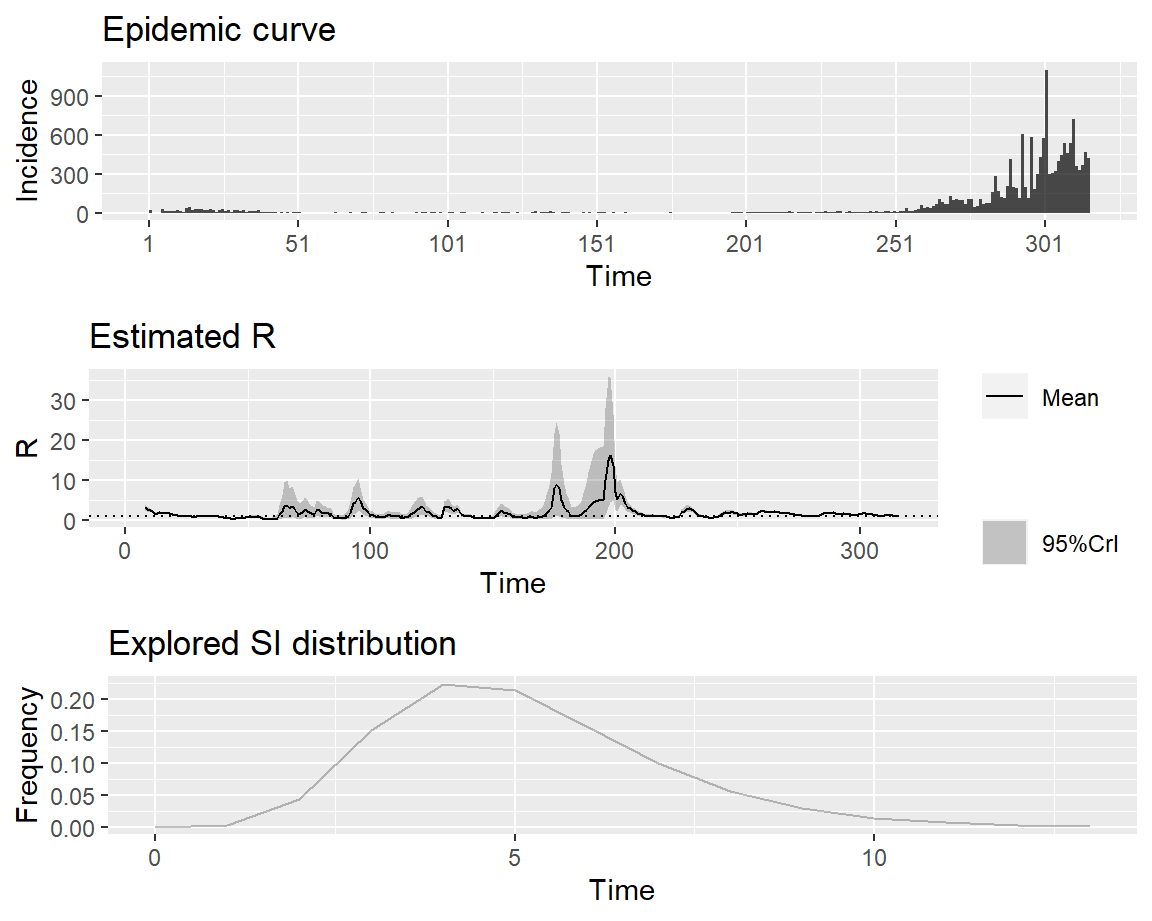 Epidemic curve
Incidence
900
600
300
0
1 51 101 151 201 251 301
Time
Estimated R
R
30
20
10
0
0 100 200 300
Time
Mean
95%CrI
Explored SI distribution
Frequency
0.20
0.15
0.10
0.05
0.00
0 5 10
Time